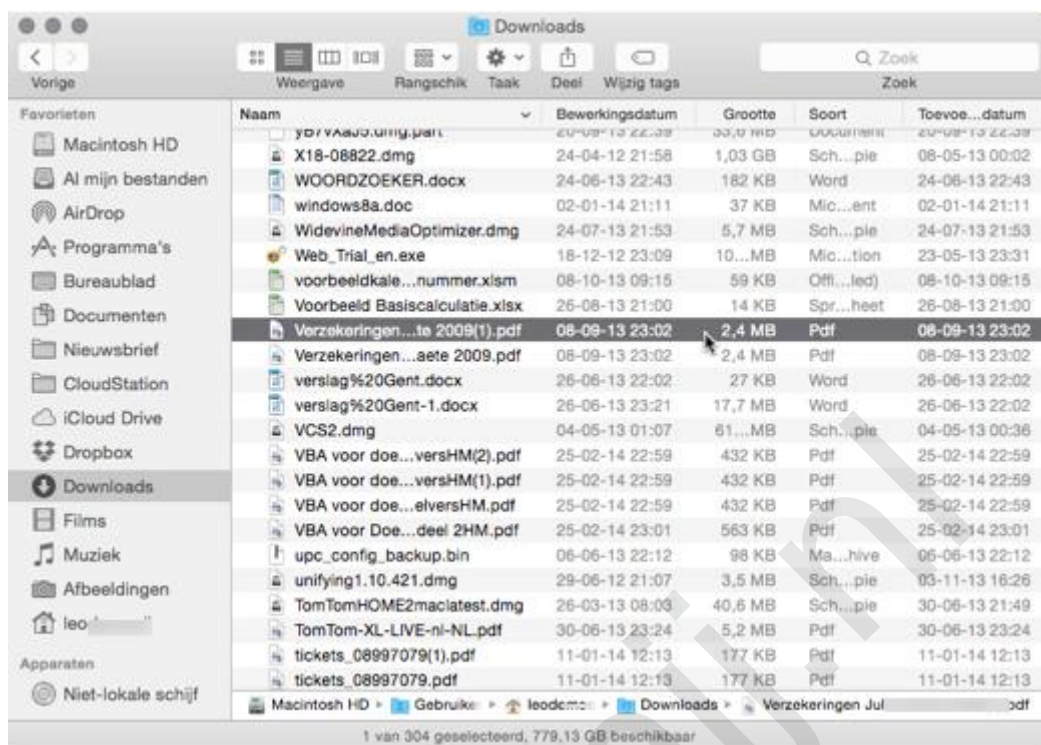 Downloads
Vorige Weergave Rangschik Taak Deel Wijzig tags Zoek
Zoek
Favorieten
Macintosh HD
Al mijn bestanden
AirDrop
Programma's
Bureaublad
Documenten
Nieuwsbrief
CloudStation
iCloud Drive
Dropbox
Downloads
Films
Muziek
Afbeeldingen
leo
Apparaten
Niet-lokale schijf
Naam Bewerkingsdatum Grootte Soort Toevoe...datum
X18-08822.dmg 24-04-12 21:58 1,03 GB Sch...pie 08-05-13 00:02
WOORDZOEKER.docx 24-06-13 22:43 182 KB Word 24-06-13 22:43
windows8a.doc 02-01-14 21:11 37 KB Mic...ent 02-01-14 21:11
WidevineMediaOptimizer.dmg 24-07-13 21:53 5,7 MB Sch...pie 24-07-13 21:53
Web_Trial_en.exe 18-12-12 23:09 10...MB Mic...tion 23-05-13 23:31
voorbeeldkale...nummer.xlsm 08-10-13 09:15 59 KB Offi...led) 08-10-13 09:15
Voorbeeld Basiscalculatie.xlsx 26-08-13 21:00 14 KB Spr...heet 26-08-13 21:00
Verzekeringen...te 2009(1).pdf 08-09-13 23:02 2,4 MB Pdf 08-09-13 23:02
Verzekeringen...aete 2009.pdf 08-09-13 23:02 2,4 MB Pdf 08-09-13 23:02
verslag%20Gent.docx 26-06-13 22:02 27 KB Word 26-06-13 22:02
verslag%20Gent-1.docx 26-06-13 23:21 17,7 MB Word 26-06-13 22:02
VCS2.dmg 04-05-13 01:07 61...MB Sch...pie 04-05-13 00:36
VBA voor doe...versHM(2).pdf 25-02-14 22:59 432 KB Pdf 25-02-14 22:59
VBA voor doe...versHM(1).pdf 25-02-14 22:59 432 KB Pdf 25-02-14 22:59
VBA voor doe...elversHM.pdf 25-02-14 22:59 432 KB Pdf 25-02-14 22:59
VBA voor Doe...deel 2HM.pdf 25-02-14 23:01 563 KB Pdf 25-02-14 23:01
upc_config_backup.bin 06-06-13 22:12 98 KB Ma...hive 06-06-13 22:12
unifying1.10.421.dmg 29-06-12 21:07 3,5 MB Sch...pie 03-11-13 16:26
TomTomHOME2maclatest.dmg 26-03-13 08:03 40,6 MB Sch...pie 30-06-13 21:49
TomTom-XL-LIVE-nl-NL.pdf 30-06-13 23:24 5,2 MB Pdf 30-06-13 23:24
tickets_08997079(1).pdf 11-01-14 12:13 177 KB Pdf 11-01-14 12:13
tickets_08997079.pdf 11-01-14 12:13 177 KB Pdf 11-01-14 12:13
Macintosh HD Gebruike Downloads Verzekeringen Jul pdf
1 van 304 geselecteerd, 779,13 GB beschikbaar